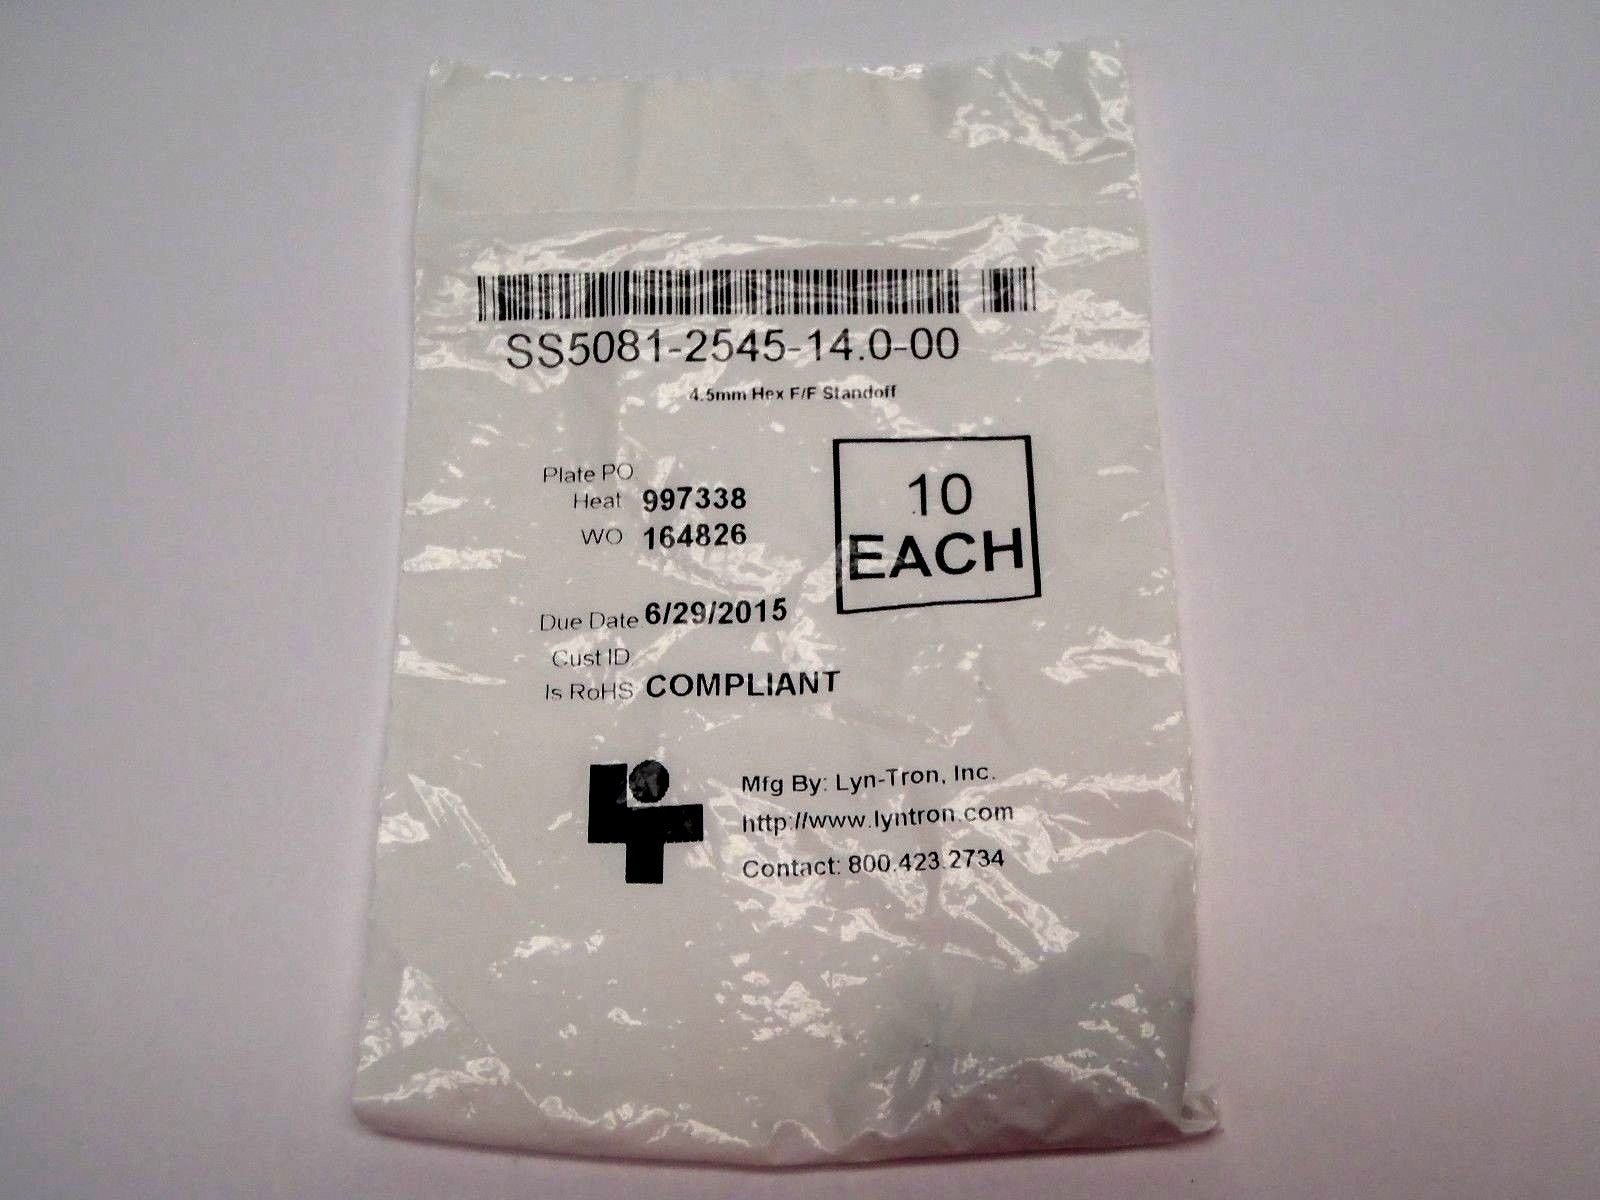 SS5081-2545-14.0-00
4.5mm Hex F/F Standoff
Plate PO
Heat 997338
WO 164826
10
EACH
Due Date 6/29/2015
Cust ID
Is RoHS COMPLIANT
Mfg By: Lyn-Tron, Inc.
http://www.lyntron.com
Contact: 800.423.2734